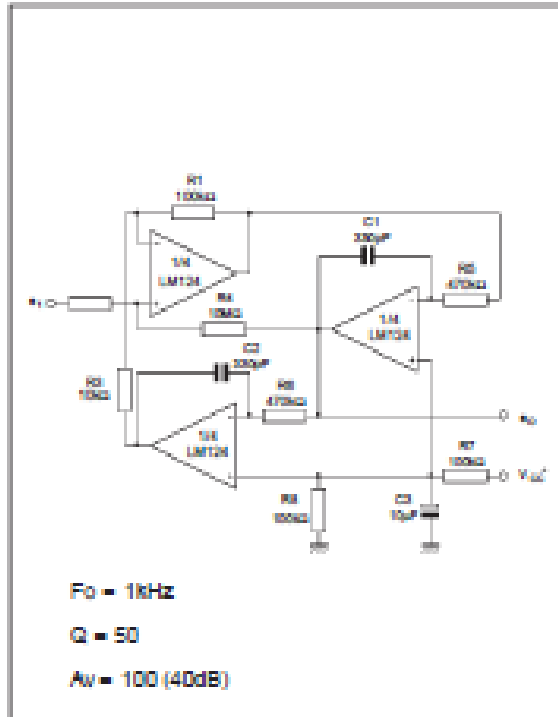 R1
100kΩ
C1
330pF
1/4
LM124
R5
470kΩ
R4
10MΩ
1/4
LM124
C2
330pF
R3
10kΩ
R6
470kΩ
1/4
LM124
R7
100kΩ
R8
100kΩ
C3
10µF
Fo = 1kHz
Q = 50
Av = 100 (40dB)